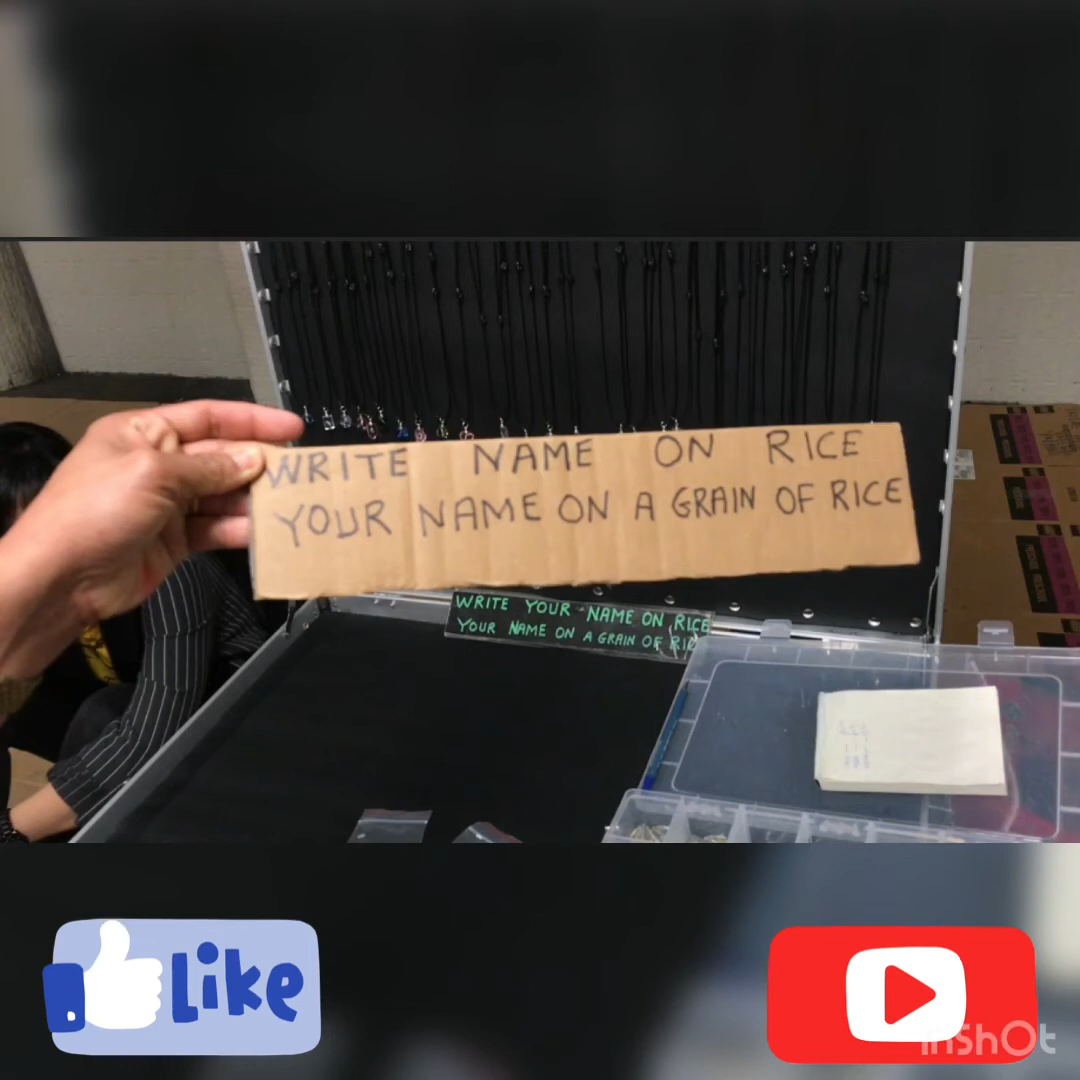 WRITE NAME ON RICE
YOUR NAME ON A GRAIN OF RICE
WRITE YOUR NAME ON RICE
YOUR NAME ON A GRAIN OF RICE
Like
InShOt